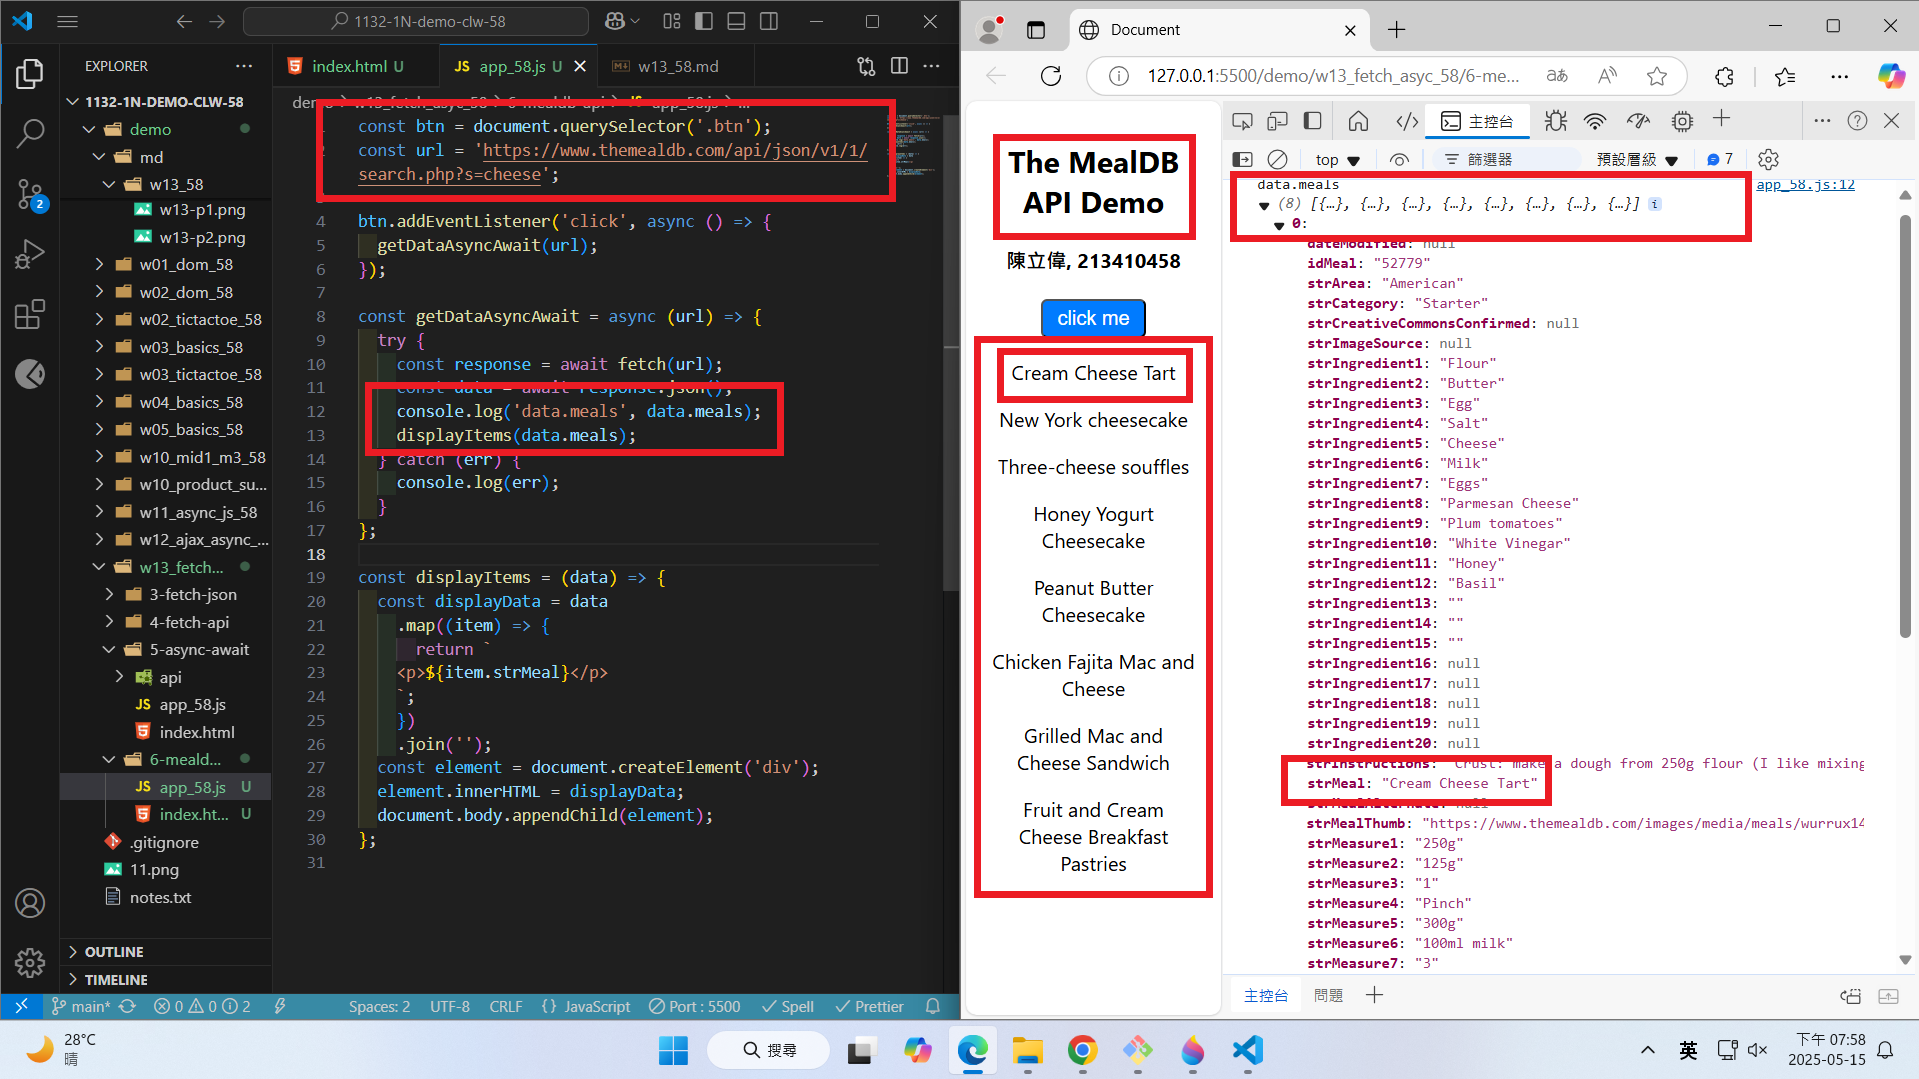 1132-1N-demo-clw-58
EXPLORER
1132-1N-DEMO-CLW-58
demo
md
w13_58
w13-p1.png
w13-p2.png
w01_dom_58
w02_dom_58
w02_tictactoe_58
w03_basics_58
w03_tictactoe_58
w04_basics_58
w05_basics_58
w10_mid1_m3_58
w10_product_su...
w11_async_js_58
w12_ajax_async_...
w13_fetch...
3-fetch-json
4-fetch-api
5-async-await
api
JS app_58.js
index.html
6-meald...
JS app_58.js U
index.ht... U
.gitignore
11.png
notes.txt
OUTLINE
TIMELINE
2
index.html U
JS app_58.js U
w13_58.md
const btn = document.querySelector('.btn');
const url = 'https://www.themealdb.com/api/json/v1/1/
search.php?s=cheese';
4 btn.addEventListener('click', async () => {
5 getDataAsyncAwait(url);
6 });
7
8 const getDataAsyncAwait = async (url) => {
9 try {
10 const response = await fetch(url);
11 const data = await response.json();
12 console.log('data.meals', data.meals);
13 displayItems(data.meals);
14 } catch (err) {
15 console.log(err);
16 }
17 };
18
19 const displayItems = (data) => {
20 const displayData = data
21 .map((item) => {
22 return `
23 <p>${item.strMeal}</p>
24 `;
25 })
26 .join('');
27 const element = document.createElement('div');
28 element.innerHTML = displayData;
29 document.body.appendChild(element);
30 };
31
main* 0 0 2 Spaces: 2 UTF-8 CRLF {} JavaScript Port : 5500 Spell Prettier
Document
127.0.0.1:5500/demo/w13_fetch_asyc_58/6-me...
The MealDB
API Demo
陳立偉, 213410458
click me
Cream Cheese Tart
New York cheesecake
Three-cheese souffles
Honey Yogurt
Cheesecake
Peanut Butter
Cheesecake
Chicken Fajita Mac and
Cheese
Grilled Mac and
Cheese Sandwich
Fruit and Cream
Cheese Breakfast
Pastries
主控台
top
篩選器
預設層級
7
data.meals app_58.js:12
(8) [{…}, {…}, {…}, {…}, {…}, {…}, {…}, {…}] i
0:
dateModified: null
idMeal: "52779"
strArea: "American"
strCategory: "Starter"
strCreativeCommonsConfirmed: null
strImageSource: null
strIngredient1: "Flour"
strIngredient2: "Butter"
strIngredient3: "Egg"
strIngredient4: "Salt"
strIngredient5: "Cheese"
strIngredient6: "Milk"
strIngredient7: "Eggs"
strIngredient8: "Parmesan Cheese"
strIngredient9: "Plum tomatoes"
strIngredient10: "White Vinegar"
strIngredient11: "Honey"
strIngredient12: "Basil"
strIngredient13: ""
strIngredient14: ""
strIngredient15: ""
strIngredient16: null
strIngredient17: null
strIngredient18: null
strIngredient19: null
strIngredient20: null
strInstructions: "Crust: make a dough from 250g flour (I like mixing
strMeal: "Cream Cheese Tart"
strMealAlternate: null
strMealThumb: "https://www.themealdb.com/images/media/meals/wurrux14
strMeasure1: "250g"
strMeasure2: "125g"
strMeasure3: "1"
strMeasure4: "Pinch"
strMeasure5: "300g"
strMeasure6: "100ml milk"
strMeasure7: "3"
主控台 問題
28°C
晴
搜尋
英
下午 07:58
2025-05-15